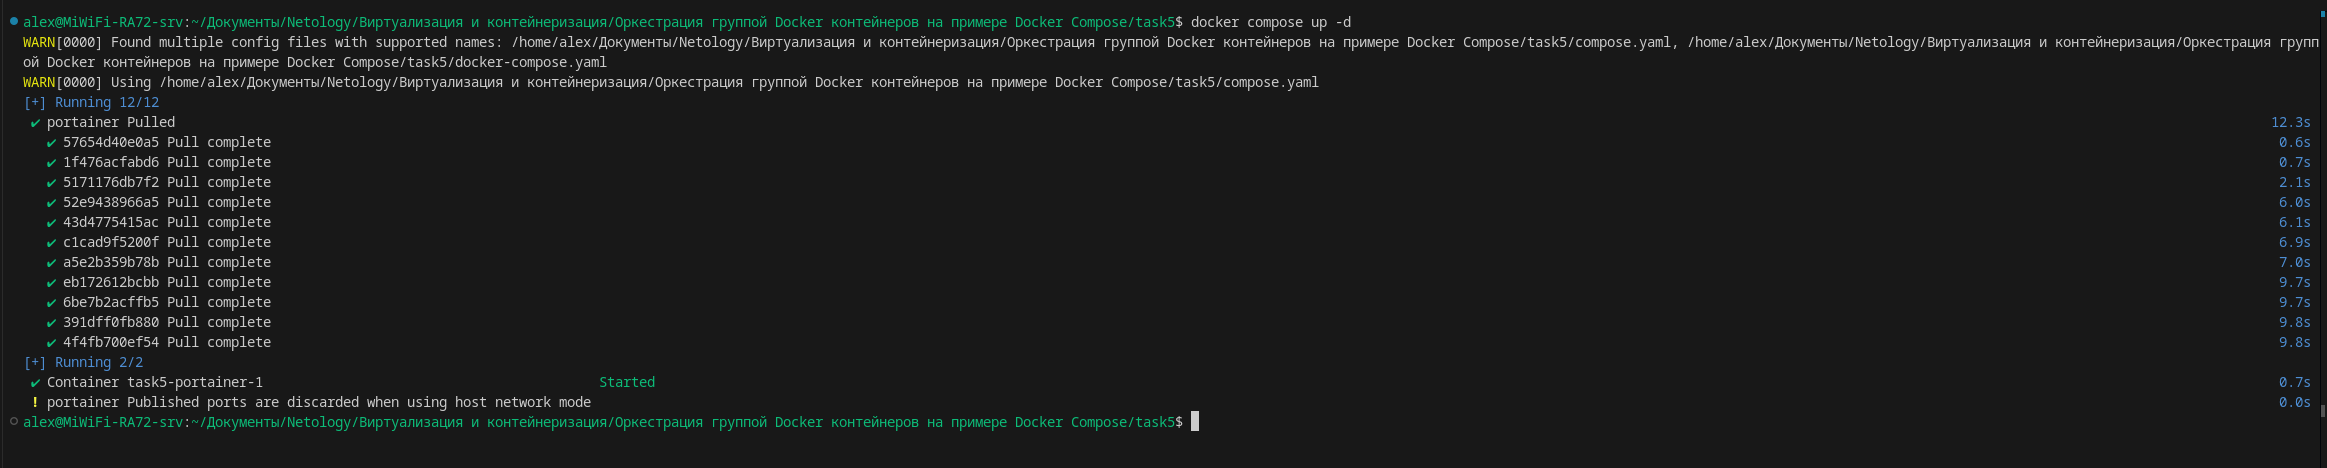 alex@MiWiFi-RA72-srv:~/Документы/Netology/Виртуализация и контейнеризация/Оркестрация группой Docker контейнеров на примере Docker Compose/task5$ docker compose up -d
WARN[0000] Found multiple config files with supported names: /home/alex/Документы/Netology/Виртуализация и контейнеризация/Оркестрация группой Docker контейнеров на примере Docker Compose/task5/compose.yaml, /home/alex/Документы/Netology/Виртуализация и контейнеризация/Оркестрация групп
ой Docker контейнеров на примере Docker Compose/task5/docker-compose.yaml
WARN[0000] Using /home/alex/Документы/Netology/Виртуализация и контейнеризация/Оркестрация группой Docker контейнеров на примере Docker Compose/task5/compose.yaml
[+] Running 12/12
✔ portainer Pulled 12.3s
✔ 57654d40e0a5 Pull complete 0.6s
✔ 1f476acfabd6 Pull complete 0.7s
✔ 5171176db7f2 Pull complete 2.1s
✔ 52e9438966a5 Pull complete 6.0s
✔ 43d4775415ac Pull complete 6.1s
✔ c1cad9f5200f Pull complete 6.9s
✔ a5e2b359b78b Pull complete 7.0s
✔ eb172612bcbb Pull complete 9.7s
✔ 6be7b2acffb5 Pull complete 9.7s
✔ 391dff0fb880 Pull complete 9.8s
✔ 4f4fb700ef54 Pull complete 9.8s
[+] Running 2/2
✔ Container task5-portainer-1 Started 0.7s
! portainer Published ports are discarded when using host network mode 0.0s
alex@MiWiFi-RA72-srv:~/Документы/Netology/Виртуализация и контейнеризация/Оркестрация группой Docker контейнеров на примере Docker Compose/task5$